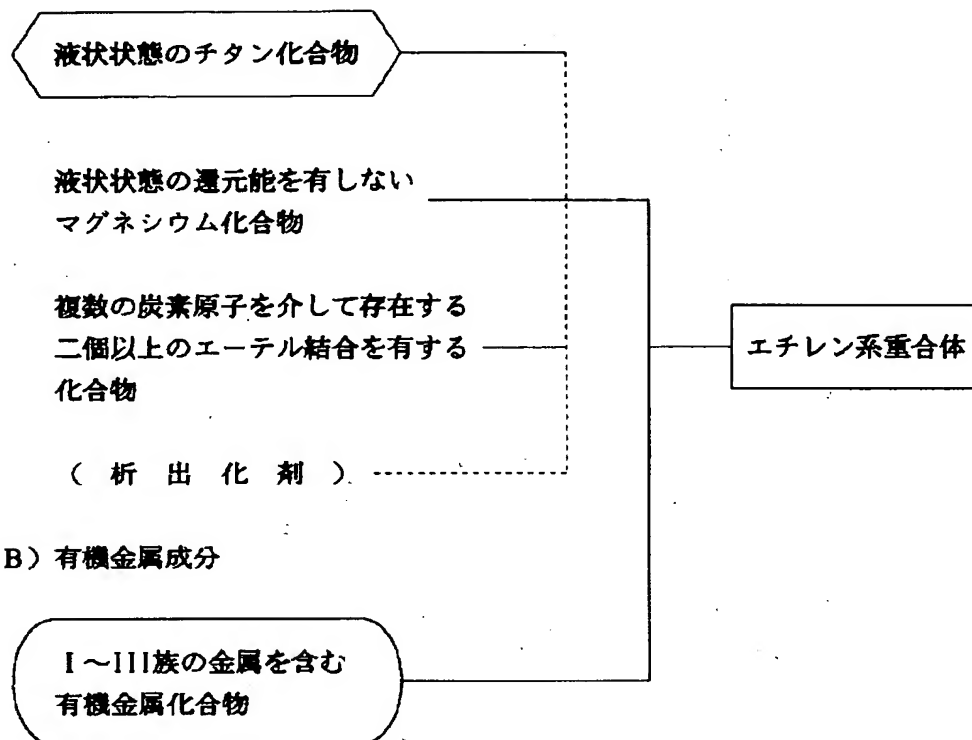 液状状態のチタン化合物
液状状態の還元能を有しない
マグネシウム化合物
複数の炭素原子を介して存在する
二個以上のエーテル結合を有する
化合物
エチレン系重合体
( 析 出 化 剤 )
B) 有機金属成分
I～III族の金属を含む
有機金属化合物